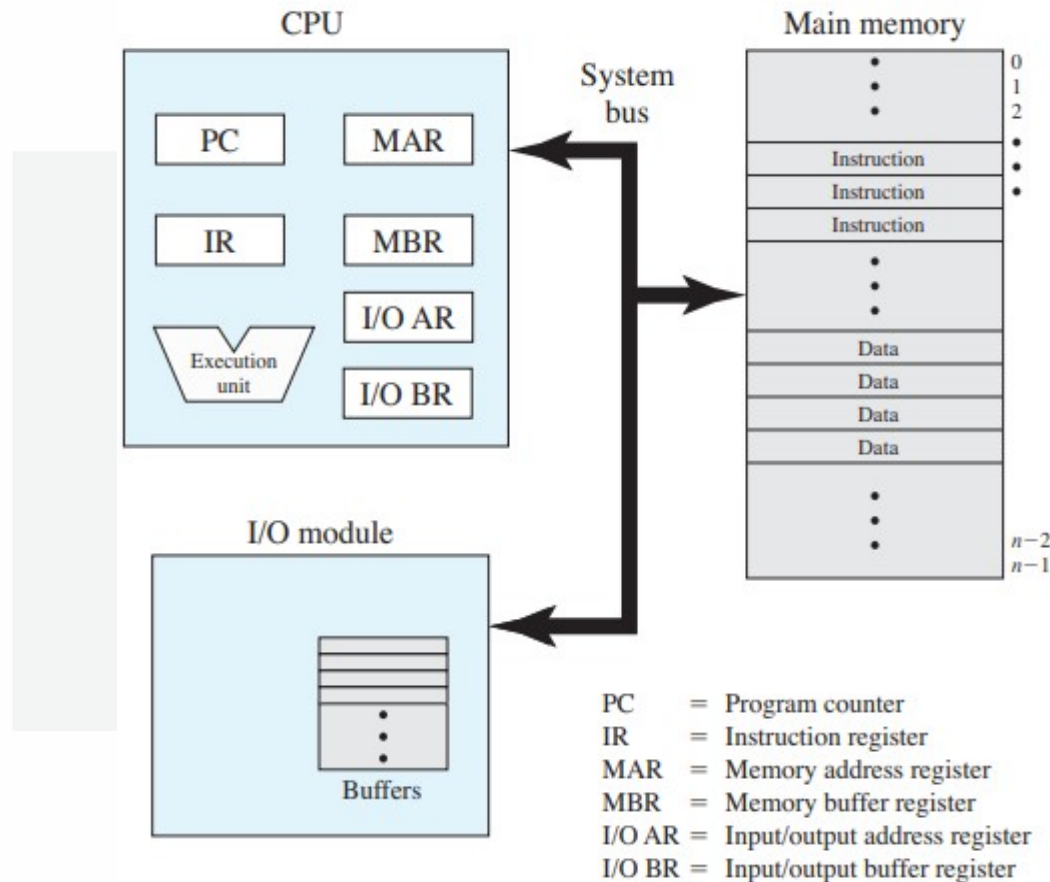 CPU
PC
MAR
IR
MBR
I/O AR
Execution
unit
I/O BR
System
bus
Main memory
0
1
2
Instruction
Instruction
Instruction
Data
Data
Data
Data
n−2
n−1
I/O module
Buffers
PC = Program counter
IR = Instruction register
MAR = Memory address register
MBR = Memory buffer register
I/O AR = Input/output address register
I/O BR = Input/output buffer register